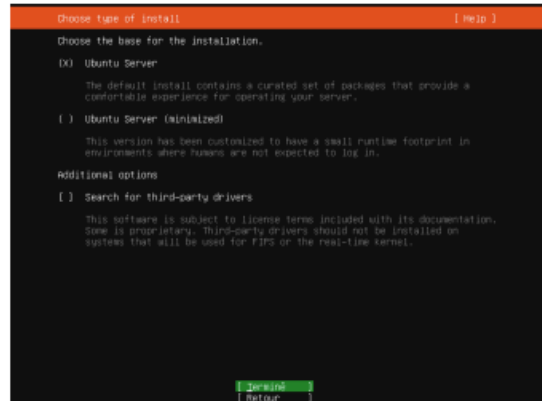 Choose type of install [ Help ]
Choose the base for the installation.
(X) Ubuntu Server
The default install contains a curated set of packages that provide a
comfortable experience for operating your server.
( ) Ubuntu Server (minimized)
This version has been customized to have a small runtime footprint in
environments where humans are not expected to log in.
Additional options
[ ] Search for third-party drivers
This software is subject to license terms included with its documentation.
Some is proprietary. Third-party drivers should not be installed on
systems that will be used for FIPS or the real-time kernel.
[ Terminé ]
[ Retour ]